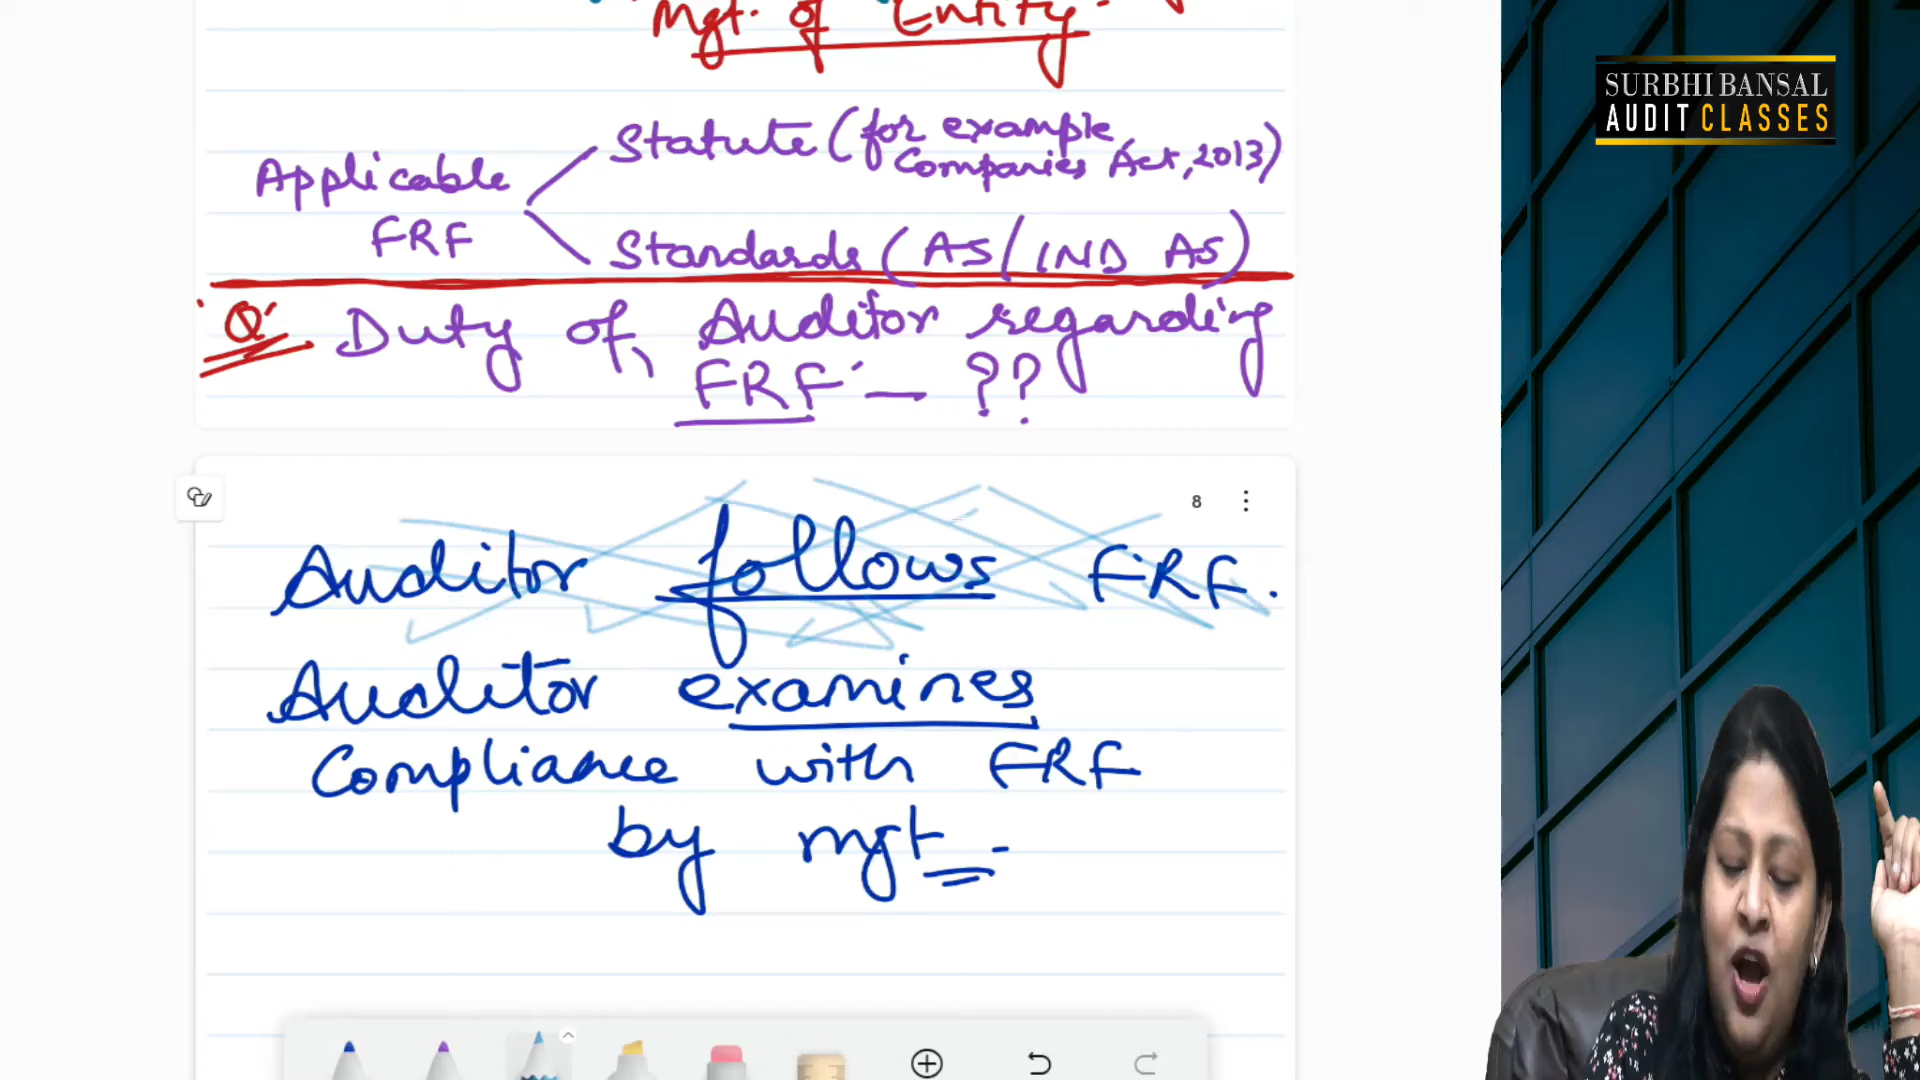 Mgt. of Entity.
SURBHI BANSAL
AUDIT CLASSES
Applicable FRF
Statute (for example Companies Act, 2013)
Standards (AS/IND AS)
Q. Duty of Auditor regarding
FRF - ??
8
Auditor follows FRF.
Auditor examines
Compliance with FRF
by mgt.